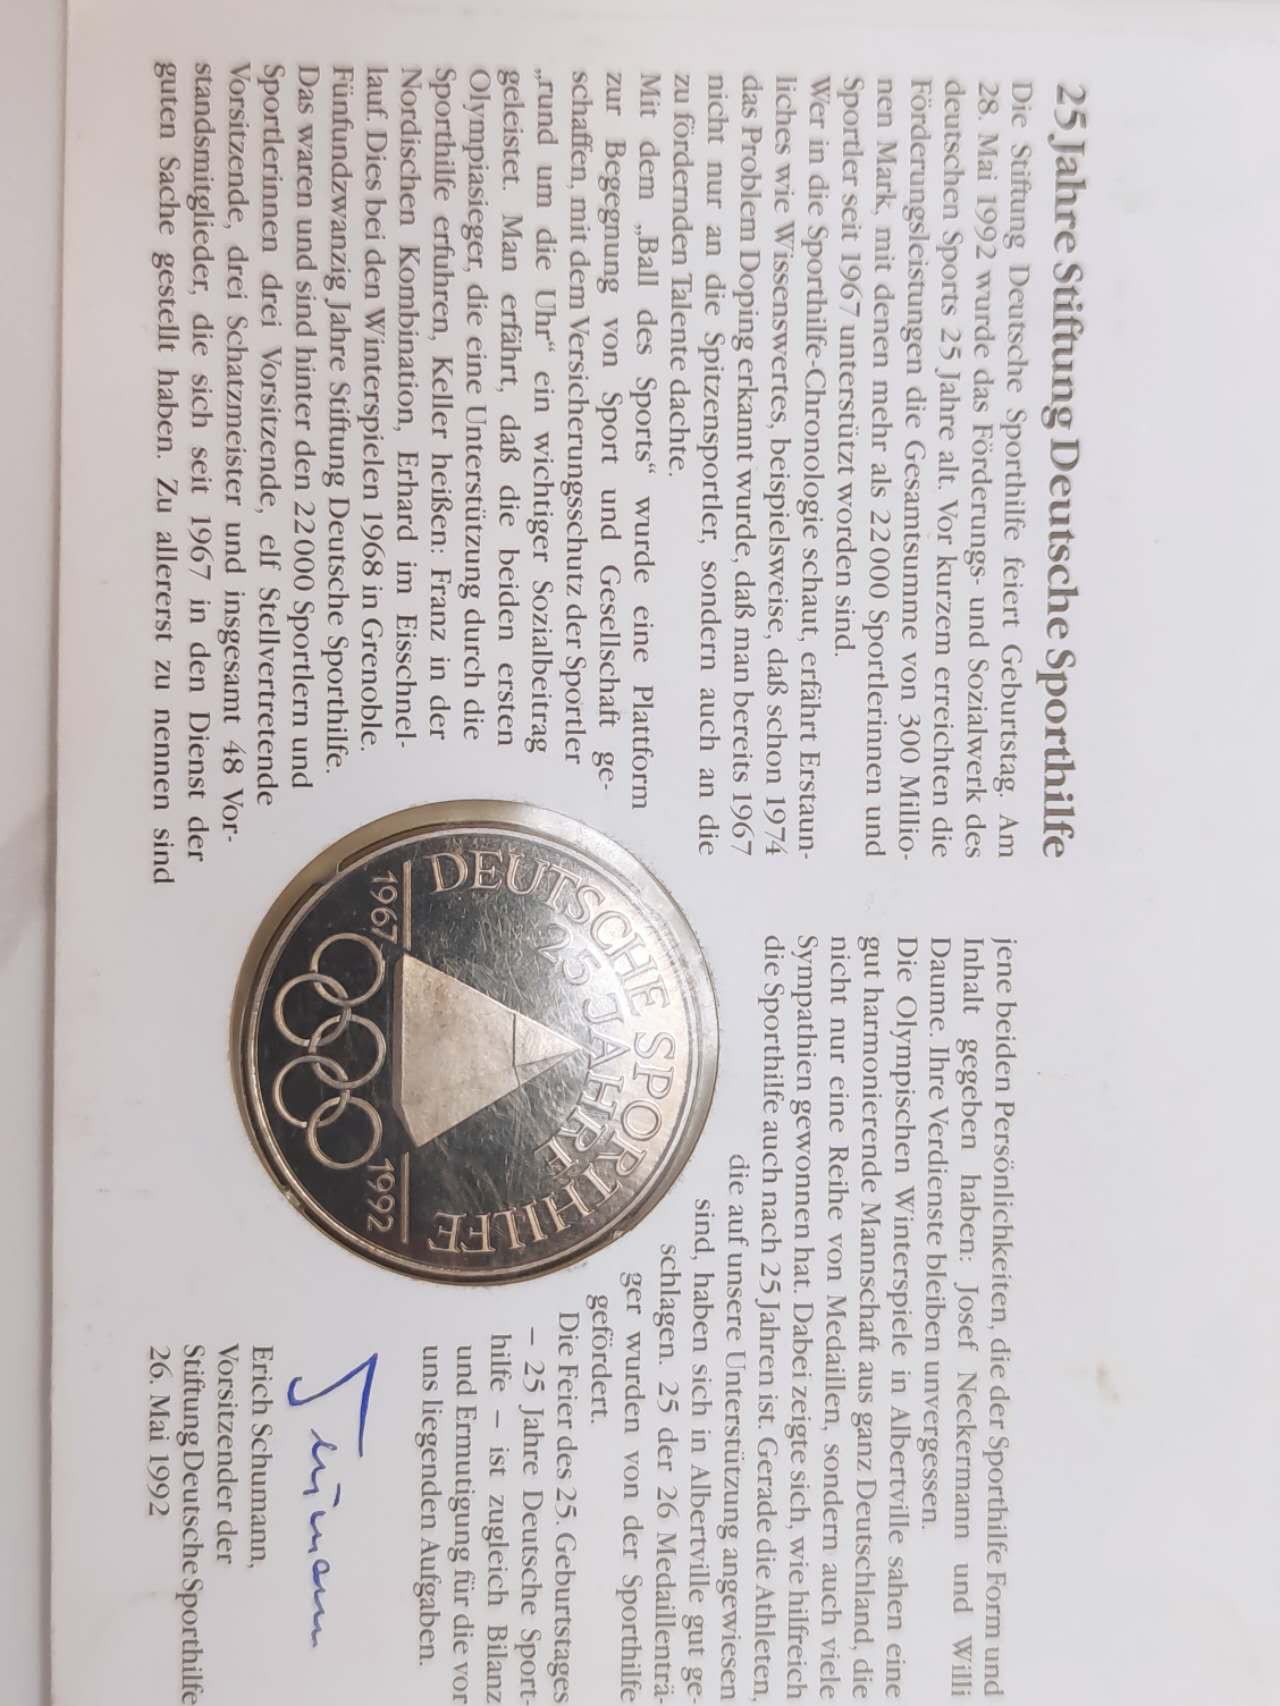 25 Jahre Stiftung Deutsche Sporthilfe
Die Stiftung Deutsche Sporthilfe feiert Geburtstag. Am
28. Mai 1992 wurde das Förderungs- und Sozialwerk des
deutschen Sports 25 Jahre alt. Vor kurzem erreichten die
Förderungsleistungen die Gesamtsumme von 300 Millio-
nen Mark, mit denen mehr als 22000 Sportlerinnen und
Sportler seit 1967 unterstützt worden sind.
Wer in die Sporthilfe-Chronologie schaut, erfährt Erstaun-
liches wie Wissenswertes, beispielsweise, daß schon 1974
das Problem Doping erkannt wurde, daß man bereits 1967
nicht nur an die Spitzensportler, sondern auch an die
zu fördernden Talente dachte.
Mit dem „Ball des Sports“ wurde eine Plattform
zur Begegnung von Sport und Gesellschaft ge-
schaffen, mit dem Versicherungsschutz der Sportler
„rund um die Uhr“ ein wichtiger Sozialbeitrag
geleistet. Man erfährt, daß die beiden ersten
Olympiasieger, die eine Unterstützung durch die
Sporthilfe erfuhren, Keller heißen: Franz in der
Nordischen Kombination, Erhard im Eisschnel-
lauf. Dies bei den Winterspielen 1968 in Grenoble.
Fünfundzwanzig Jahre Stiftung Deutsche Sporthilfe.
Das waren und sind hinter den 22000 Sportlern und
Sportlerinnen drei Vorsitzende, elf Stellvertretende
Vorsitzende, drei Schatzmeister und insgesamt 48 Vor-
standsmitglieder, die sich seit 1967 in den Dienst der
guten Sache gestellt haben. Zu allererst zu nennen sind
jene beiden Persönlichkeiten, die der Sporthilfe Form und
Inhalt gegeben haben: Josef Neckermann und Willi
Daume. Ihre Verdienste bleiben unvergessen.
Die Olympischen Winterspiele in Albertville sahen eine
gut harmonierende Mannschaft aus ganz Deutschland, die
nicht nur eine Reihe von Medaillen, sondern auch viele
Sympathien gewonnen hat. Dabei zeigte sich, wie hilfreich
die Sporthilfe auch nach 25 Jahren ist. Gerade die Athleten,
die auf unsere Unterstützung angewiesen
sind, haben sich in Albertville gut ge-
schlagen. 25 der 26 Medaillenträ-
ger wurden von der Sporthilfe
gefördert.
Die Feier des 25. Geburtstages
– 25 Jahre Deutsche Sport-
hilfe – ist zugleich Bilanz
und Ermutigung für die vor
uns liegenden Aufgaben.
Erich Schumann,
Vorsitzender der
Stiftung Deutsche Sporthilfe
26. Mai 1992
DEUTSCHE SPORTHILFE
25 JAHRE
1967
1992